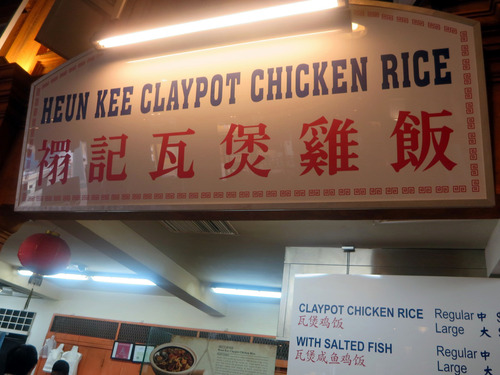 HEUN KEE CLAYPOT CHICKEN RICE
禤記瓦煲雞飯
CLAYPOT CHICKEN RICE Regular 中
瓦煲鸡饭 Large 大
WITH SALTED FISH Regular 中
瓦煲咸鱼鸡饭 Large 大